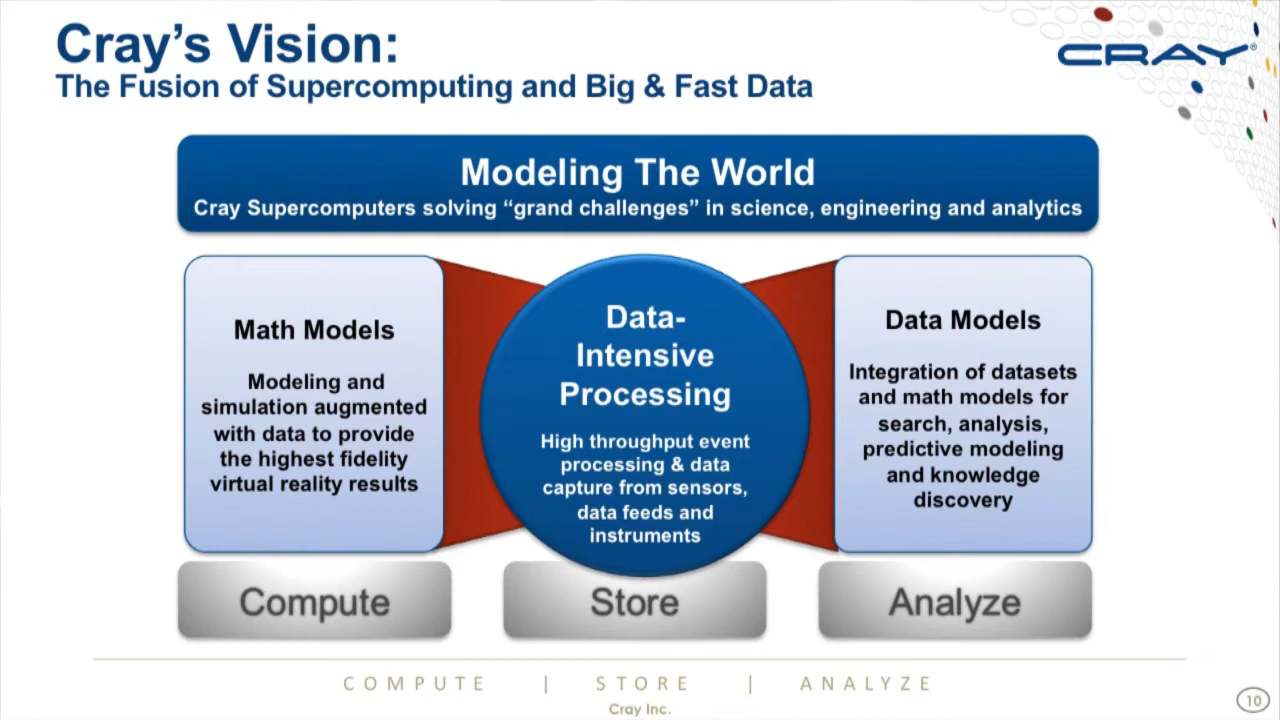 Cray's Vision:
The Fusion of Supercomputing and Big & Fast Data
CRAY®
Modeling The World
Cray Supercomputers solving “grand challenges” in science, engineering and analytics
Math Models
Modeling and
simulation augmented
with data to provide
the highest fidelity
virtual reality results
Data-
Intensive
Processing
High throughput event
processing & data
capture from sensors,
data feeds and
instruments
Data Models
Integration of datasets
and math models for
search, analysis,
predictive modeling
and knowledge
discovery
Compute
Store
Analyze
COMPUTE | STORE | ANALYZE
Cray Inc.
10